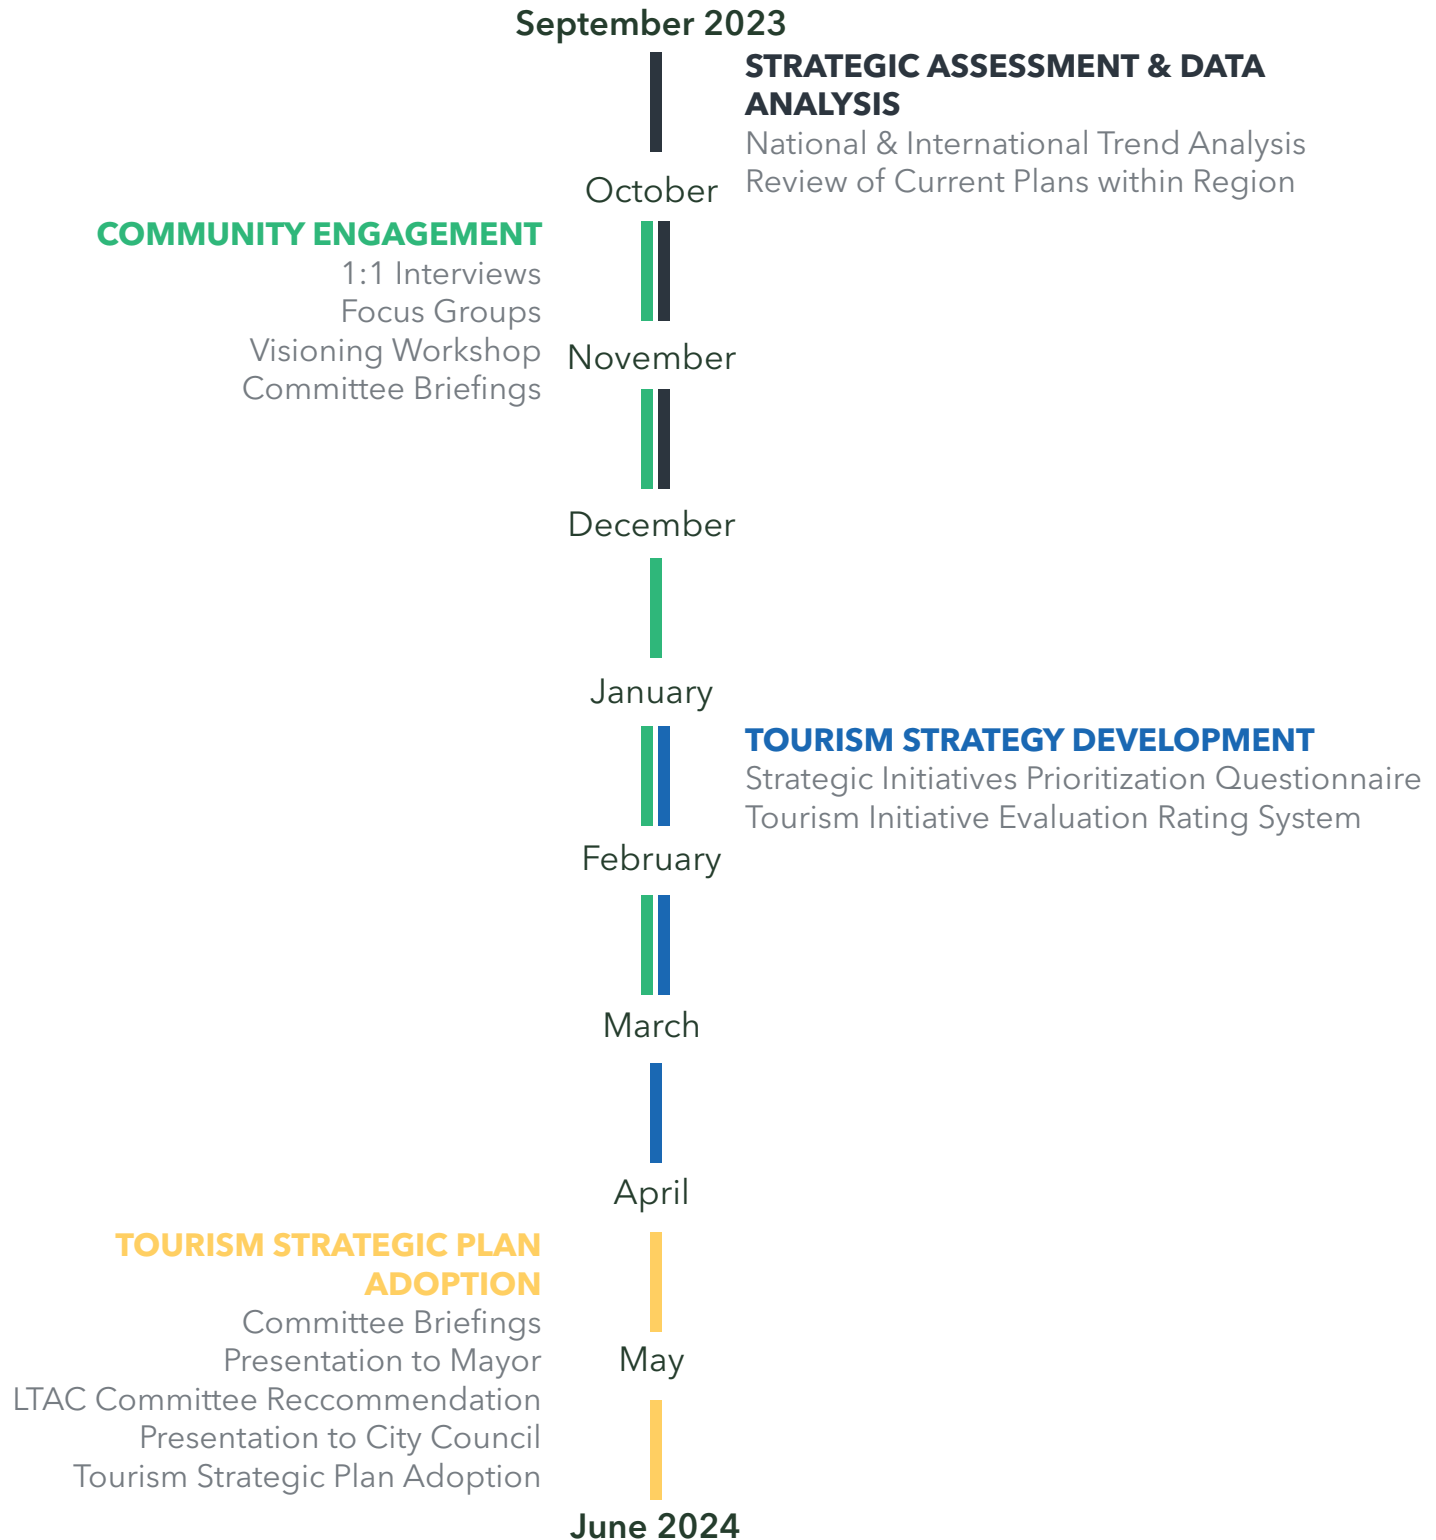 September 2023
STRATEGIC ASSESSMENT & DATA
ANALYSIS
National & International Trend Analysis
Review of Current Plans within Region
October
COMMUNITY ENGAGEMENT
1:1 Interviews
Focus Groups
Visioning Workshop
Committee Briefings
November
December
January
TOURISM STRATEGY DEVELOPMENT
Strategic Initiatives Prioritization Questionnaire
Tourism Initiative Evaluation Rating System
February
March
April
TOURISM STRATEGIC PLAN
ADOPTION
Committee Briefings
Presentation to Mayor
LTAC Committee Reccommendation
Presentation to City Council
Tourism Strategic Plan Adoption
May
June 2024